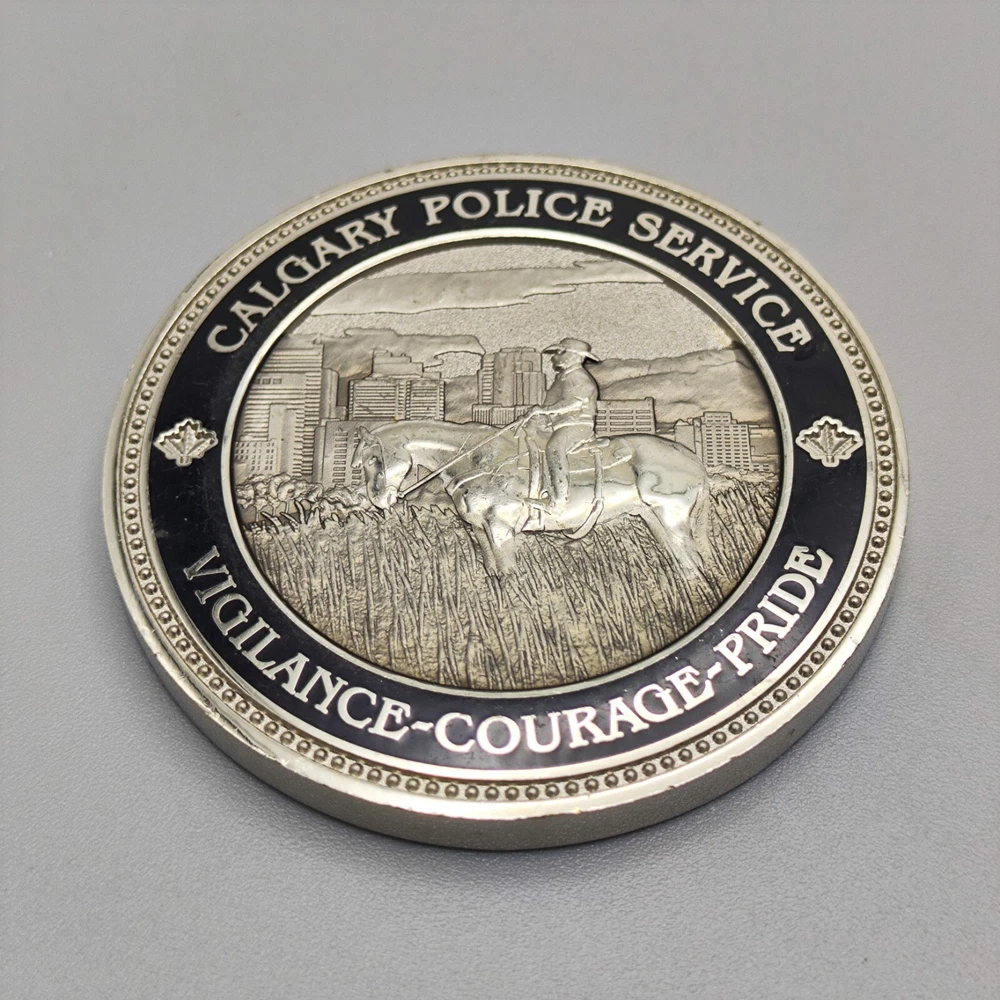 CALGARY POLICE SERVICE
VIGILANCE-COURAGE-PRIDE